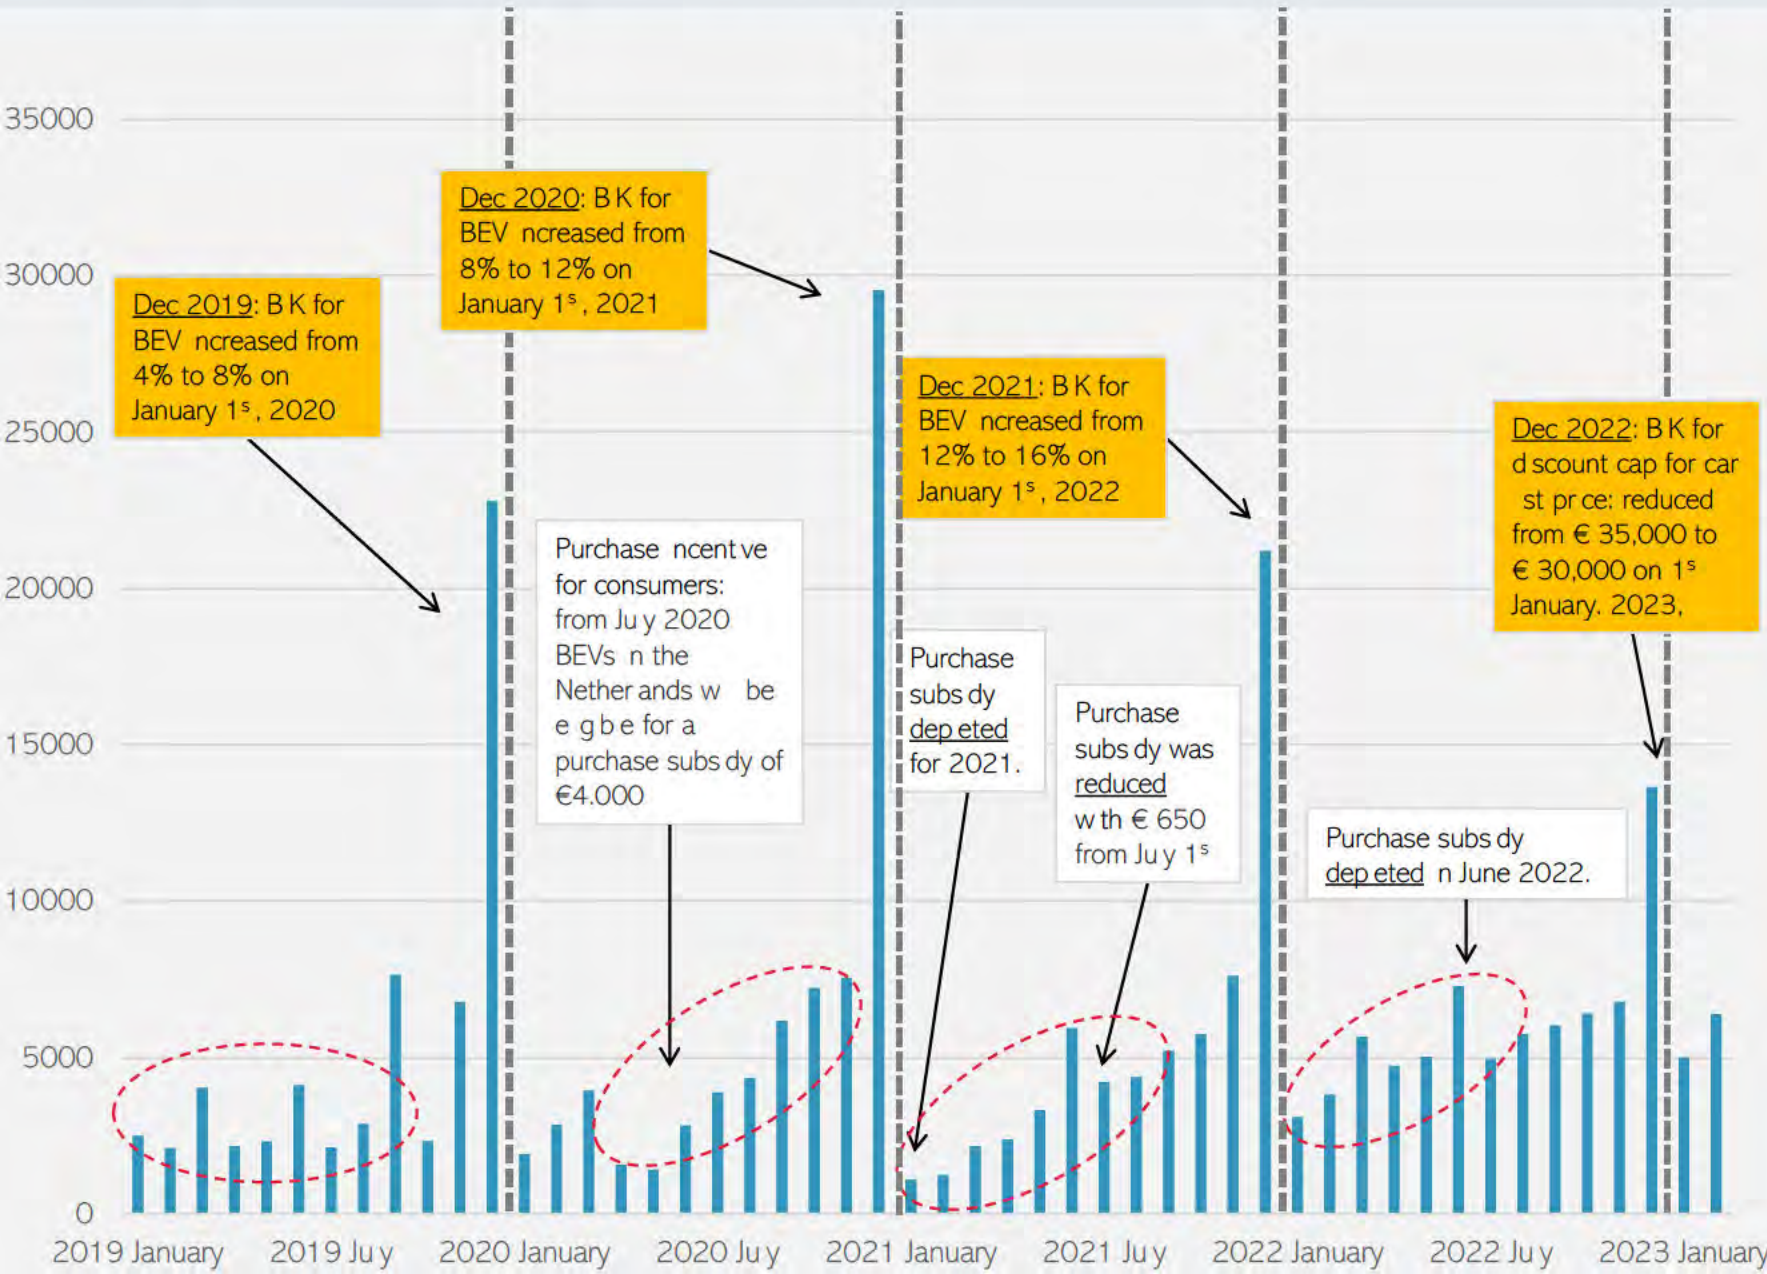 35000
30000
25000
20000
15000
10000
5000
0
Dec 2019: B K for
BEV ncreased from
4% to 8% on
January 1ˢ, 2020
Dec 2020: B K for
BEV ncreased from
8% to 12% on
January 1ˢ, 2021
Dec 2021: B K for
BEV ncreased from
12% to 16% on
January 1ˢ, 2022
Dec 2022: B K for
d scount cap for car
st pr ce: reduced
from € 35,000 to
€ 30,000 on 1ˢ
January. 2023,
Purchase ncent ve
for consumers:
from Ju y 2020
BEVs n the
Nether ands w be
e g b e for a
purchase subs dy of
€4.000
Purchase
subs dy
dep eted
for 2021.
Purchase
subs dy was
reduced
w th € 650
from Ju y 1ˢ
Purchase subs dy
dep eted n June 2022.
2019 January
2019 Ju y
2020 January
2020 Ju y
2021 January
2021 Ju y
2022 January
2022 Ju y
2023 January